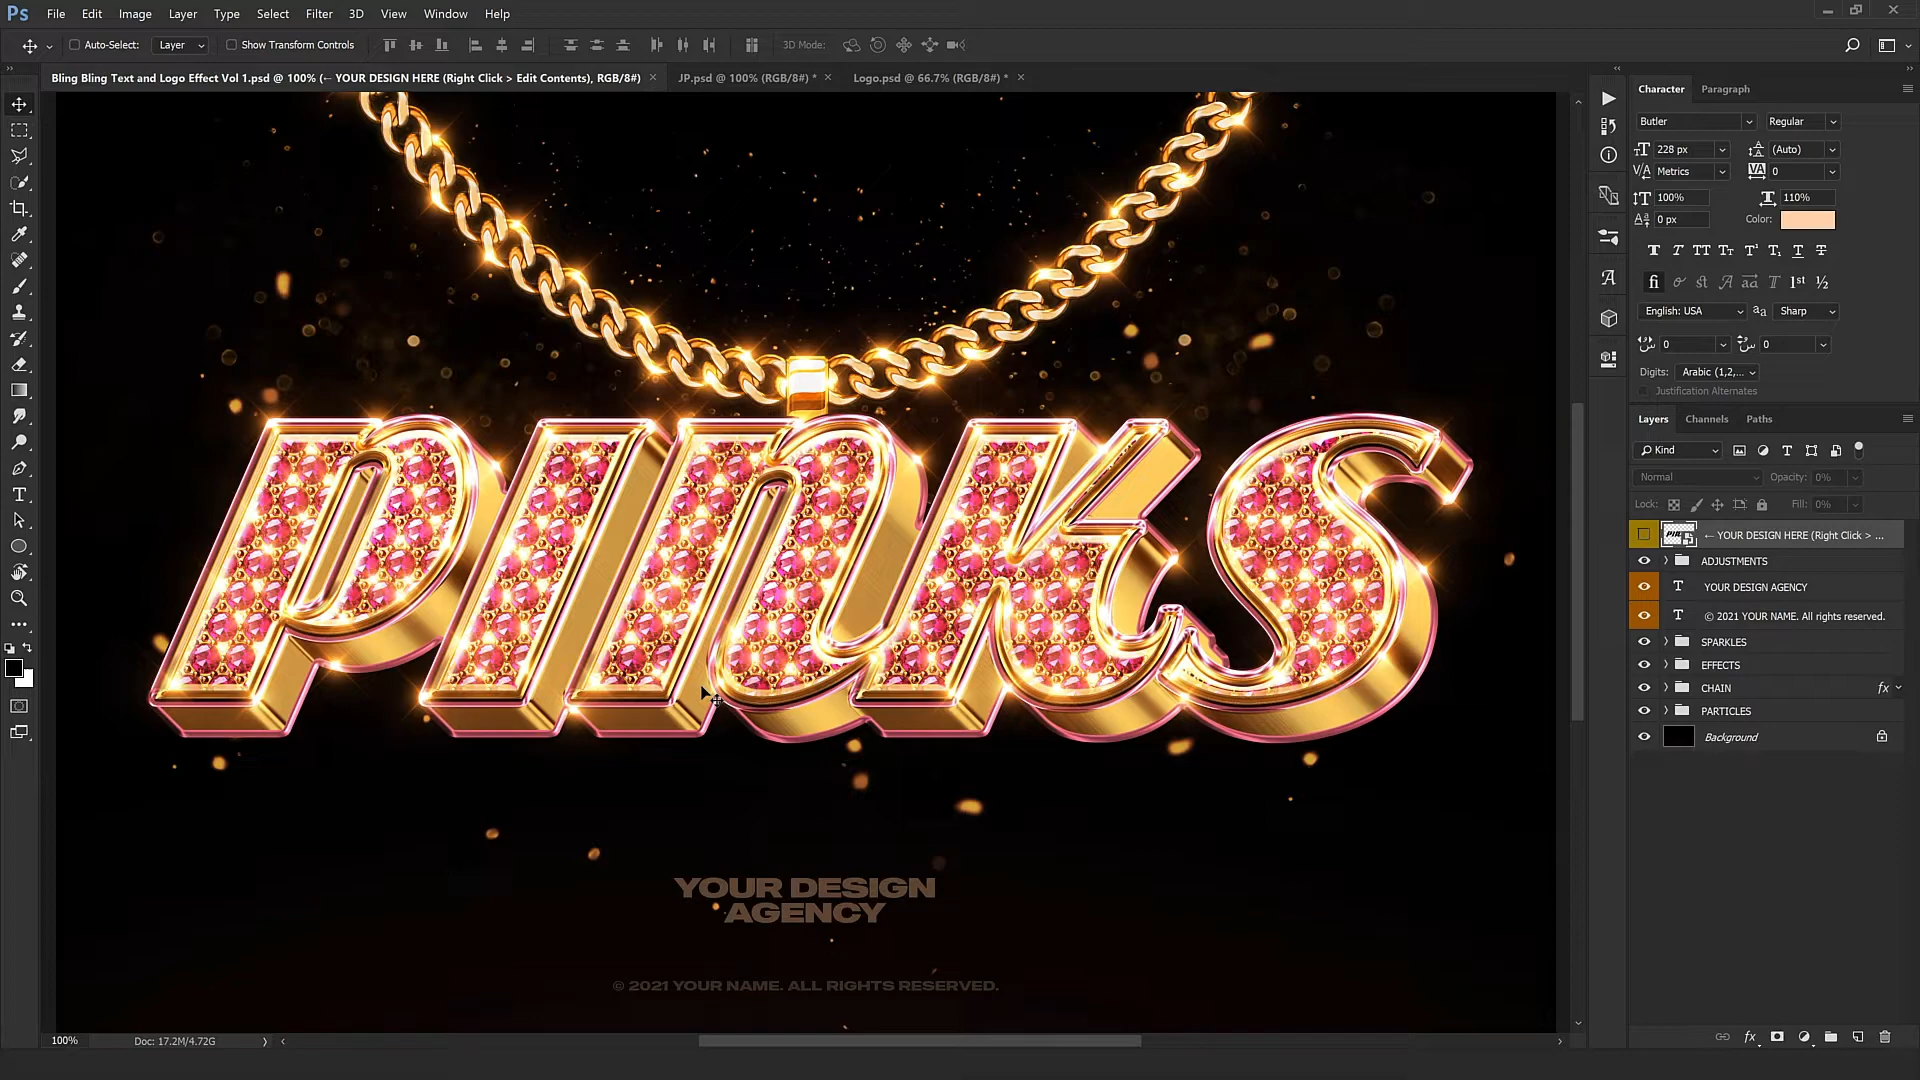 Ps File Edit Image Layer Type Select Filter 3D View Window Help
Auto-Select: Layer Show Transform Controls 3D Mode:
Bling Bling Text and Logo Effect Vol 1.psd @ 100% (← YOUR DESIGN HERE (Right Click > Edit Contents), RGB/8#) × JP.psd @ 100% (RGB/8#) * × Logo.psd @ 66.7% (RGB/8#) * ×
PINKS
YOUR DESIGN
AGENCY
© 2021 YOUR NAME. ALL RIGHTS RESERVED.
100% Doc: 17.2M/4.72G
Character Paragraph
Butler Regular
228 px (Auto)
Metrics 0
100% 110%
0 px Color:
English: USA Sharp
0 0
Digits: Arabic (1,2,...
Justification Alternates
Layers Channels Paths
Kind
Normal Opacity: 0%
Lock: Fill: 0%
← YOUR DESIGN HERE (Right Click > ...
ADJUSTMENTS
YOUR DESIGN AGENCY
© 2021 YOUR NAME. All rights reserved.
SPARKLES
EFFECTS
CHAIN fx
PARTICLES
Background
fx